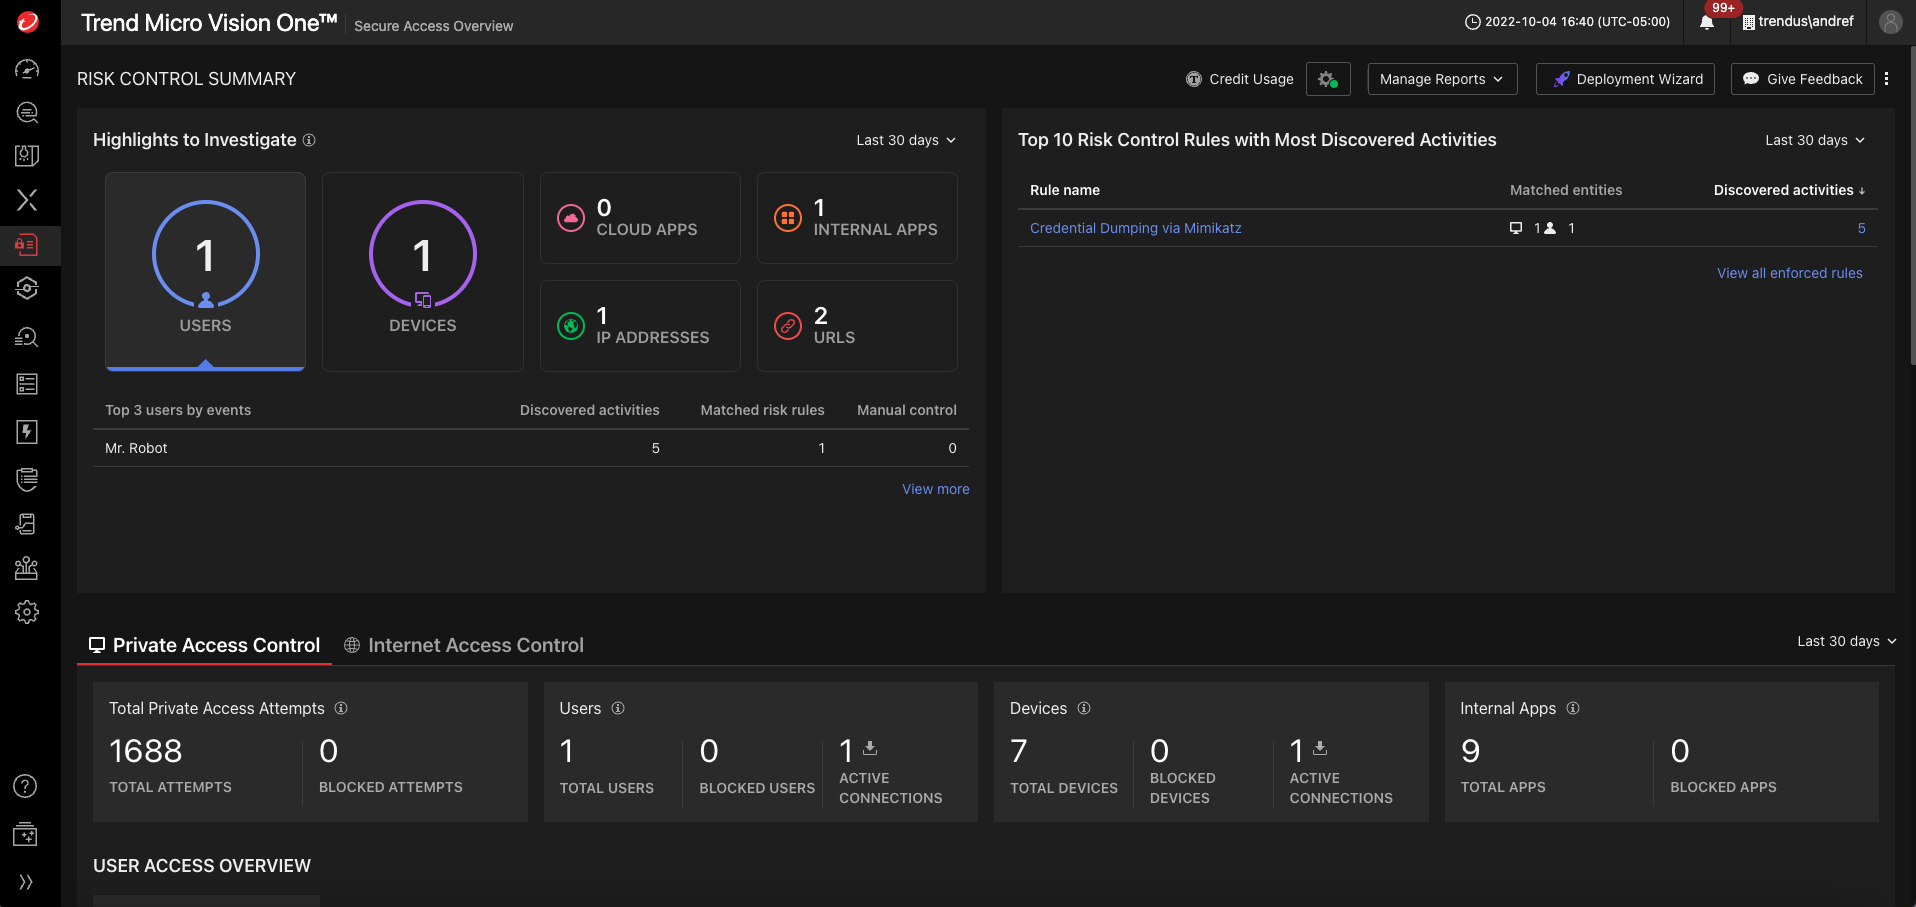 Trend Micro Vision One™ Secure Access Overview
2022-10-04 16:40 (UTC-05:00)
99+
trendus\andref
RISK CONTROL SUMMARY
Credit Usage
Manage Reports
Deployment Wizard
Give Feedback
Highlights to Investigate
Last 30 days
1
USERS
1
DEVICES
0
CLOUD APPS
1
INTERNAL APPS
1
IP ADDRESSES
2
URLS
Top 3 users by events Discovered activities Matched risk rules Manual control
Mr. Robot 5 1 0
View more
Top 10 Risk Control Rules with Most Discovered Activities
Last 30 days
Rule name Matched entities Discovered activities ↓
Credential Dumping via Mimikatz 1 1 5
View all enforced rules
Private Access Control
Internet Access Control
Last 30 days
Total Private Access Attempts
1688
TOTAL ATTEMPTS
0
BLOCKED ATTEMPTS
Users
1
TOTAL USERS
0
BLOCKED USERS
1
ACTIVE
CONNECTIONS
Devices
7
TOTAL DEVICES
0
BLOCKED
DEVICES
1
ACTIVE
CONNECTIONS
Internal Apps
9
TOTAL APPS
0
BLOCKED APPS
USER ACCESS OVERVIEW